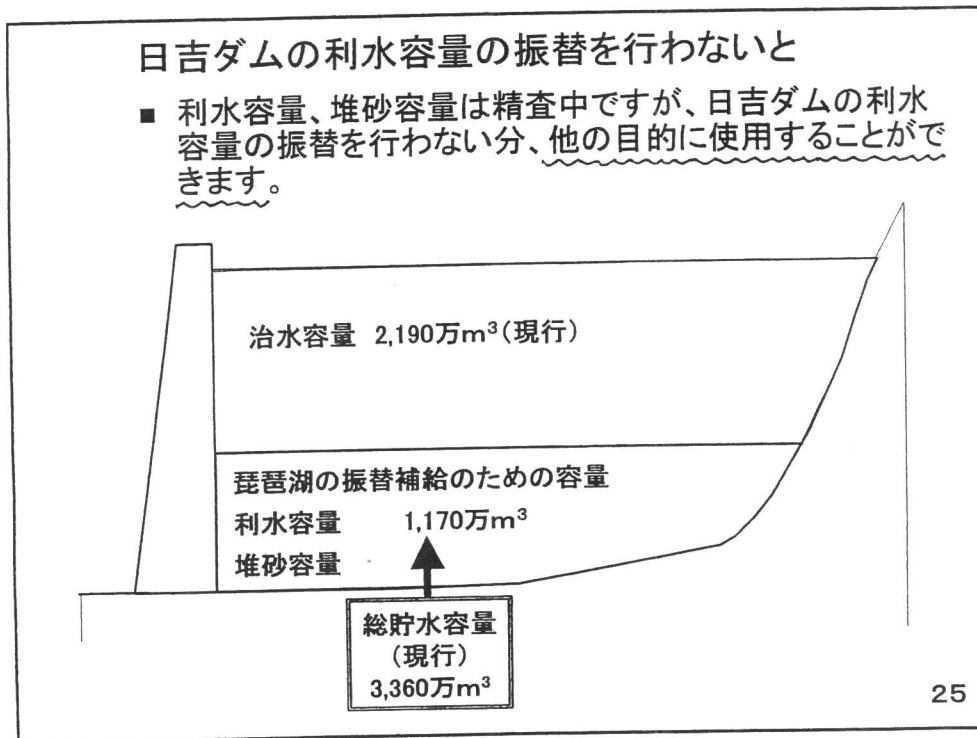 日吉ダムの利水容量の振替を行わないと
■ 利水容量、堆砂容量は精査中ですが、日吉ダムの利水
容量の振替を行わない分、他の目的に使用することがで
きます。
治水容量 2,190万m³(現行)
琵琶湖の振替補給のための容量
利水容量 1,170万m³
堆砂容量
総貯水容量
(現行)
3,360万m³
25